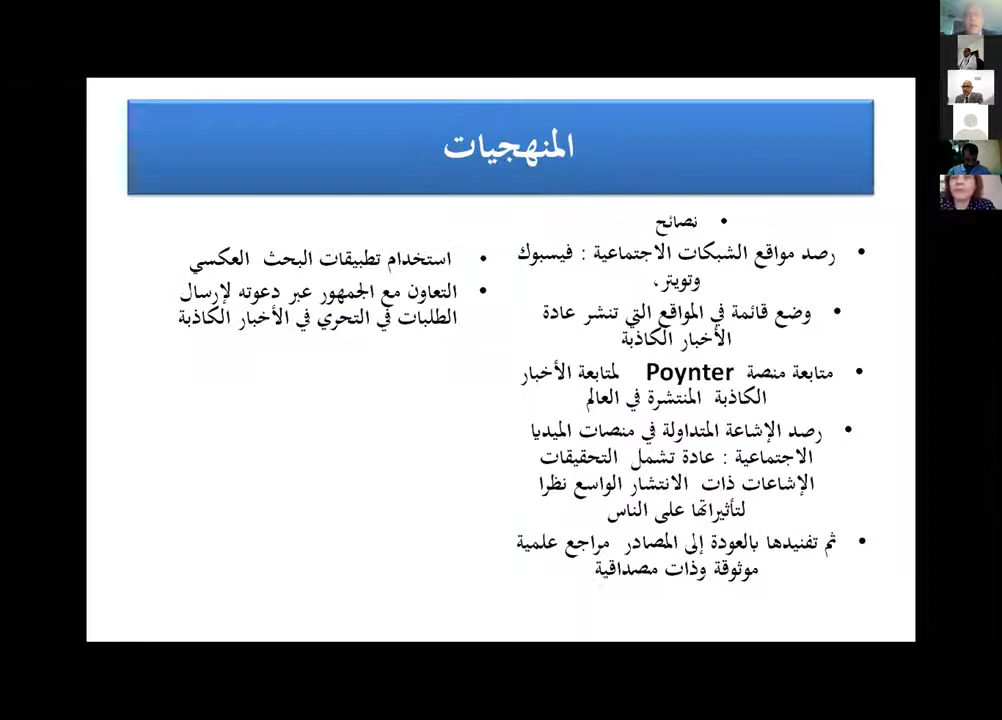 المنهجيات
• نصائح
• رصد مواقع الشبكات الاجتماعية : فيسبوك
وتويتر،
• وضع قائمة في المواقع التي تنشر عادة
الأخبار الكاذبة
• متابعة منصة Poynter لمتابعة الأخبار
الكاذبة المنتشرة في العالم
• رصد الإشاعة المتداولة في منصات الميديا
الاجتماعية : عادة تشمل التحقيقات
الإشاعات ذات الانتشار الواسع نظرا
لتأثيراتها على الناس
• ثم تفنيدها بالعودة إلى المصادر مراجع علمية
موثوقة وذات مصداقية
• استخدام تطبيقات البحث العكسي
• التعاون مع الجمهور عبر دعوته لإرسال
الطلبات في التحري في الأخبار الكاذبة